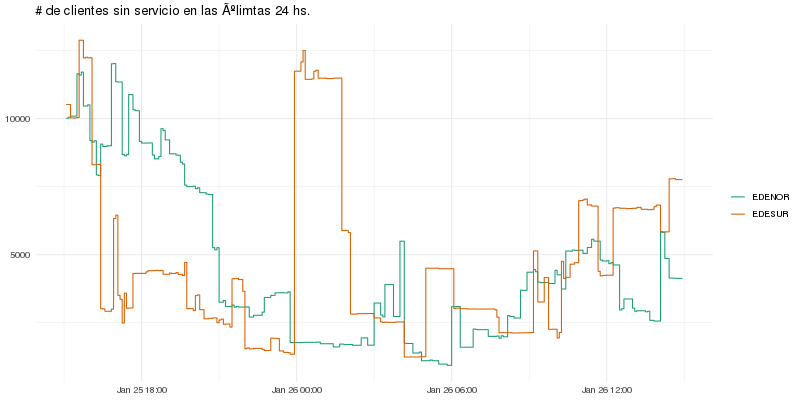 # de clientes sin servicio en las Ãºlimtas 24 hs.
10000
5000
Jan 25 18:00
Jan 26 00:00
Jan 26 06:00
Jan 26 12:00
EDENOR
EDESUR